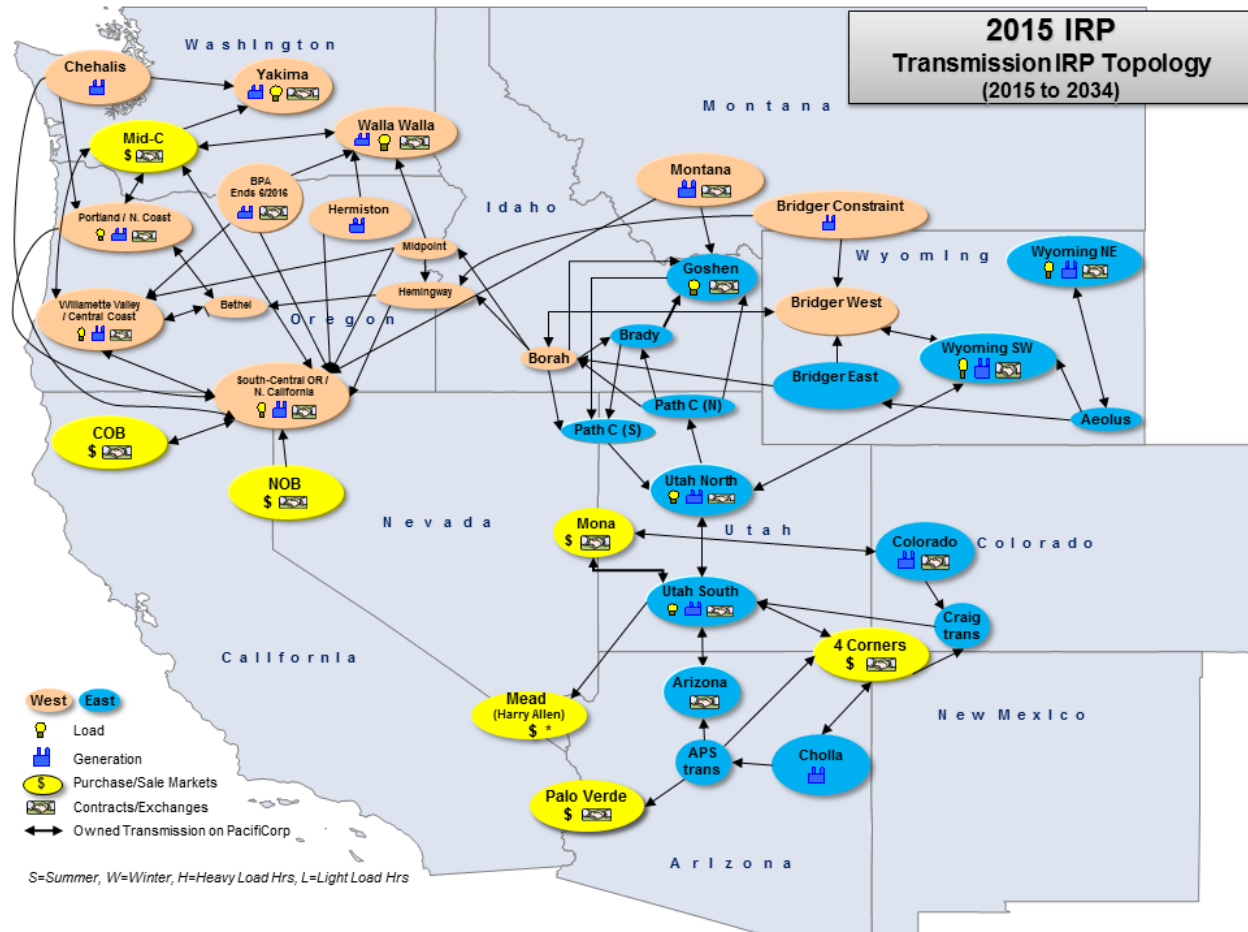 2015 IRP
Transmission IRP Topology
(2015 to 2034)
Washington
Montana
Idaho
Oregon
Wyoming
Nevada
Utah
Colorado
California
Arizona
New Mexico
Chehalis
Yakima
Mid-C
$
Walla Walla
BPA
Ends 6/2016
Portland / N. Coast
Hermiston
Midpoint
Hemingway
Willamette Valley
/ Central Coast
Bethel
South-Central OR /
N. California
COB
$
NOB
$
Montana
Bridger Constraint
Goshen
Wyoming NE
Bridger West
Brady
Borah
Wyoming SW
Bridger East
Path C (N)
Path C (S)
Aeolus
Utah North
Mona
$
Colorado
Utah South
Craig
trans
4 Corners
$
Arizona
Mead
(Harry Allen)
$ *
APS
trans
Cholla
Palo Verde
$
West
East
Load
Generation
$
Purchase/Sale Markets
Contracts/Exchanges
Owned Transmission on PacifiCorp
S=Summer, W=Winter, H=Heavy Load Hrs, L=Light Load Hrs